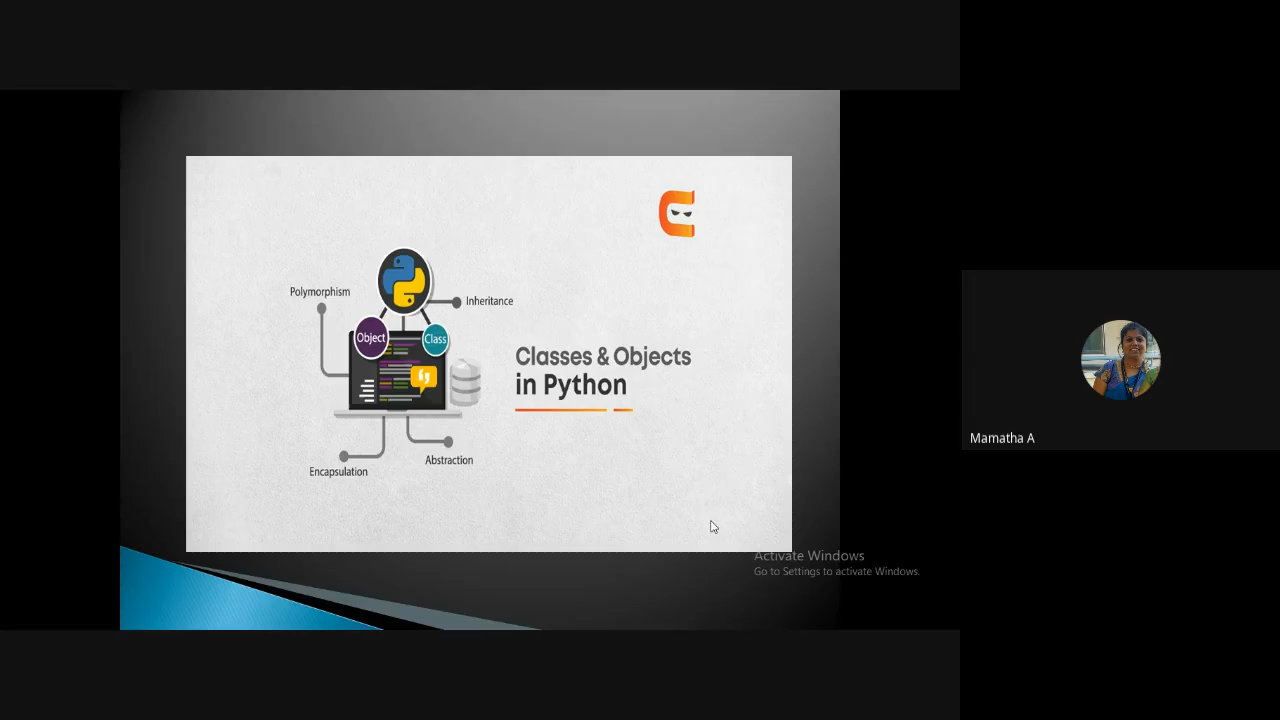 Polymorphism
Inheritance
Object
Class
Classes & Objects
in Python
Encapsulation
Abstraction
Activate Windows
Go to Settings to activate Windows.
Mamatha A